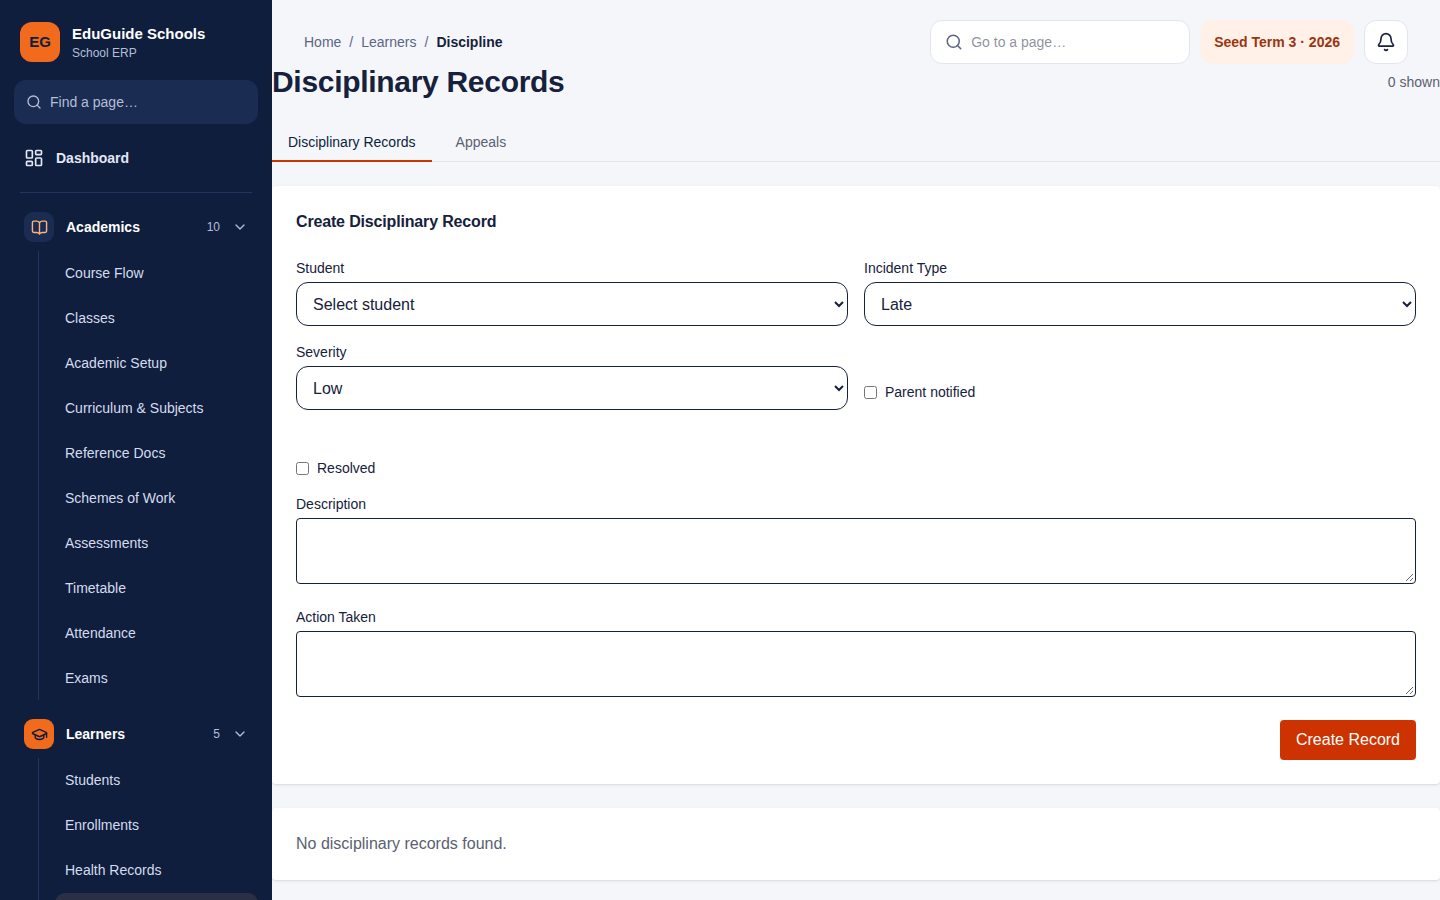 EG
EduGuide Schools
School ERP
Find a page…
Dashboard
Academics 10
Course Flow
Classes
Academic Setup
Curriculum & Subjects
Reference Docs
Schemes of Work
Assessments
Timetable
Attendance
Exams
Learners 5
Students
Enrollments
Health Records
Home / Learners / Discipline
Go to a page…
Seed Term 3 · 2026
Disciplinary Records
0 shown
Disciplinary Records Appeals
Create Disciplinary Record
Student Incident Type
Select student Late
Severity
Low
Parent notified
Resolved
Description
Action Taken
Create Record
No disciplinary records found.